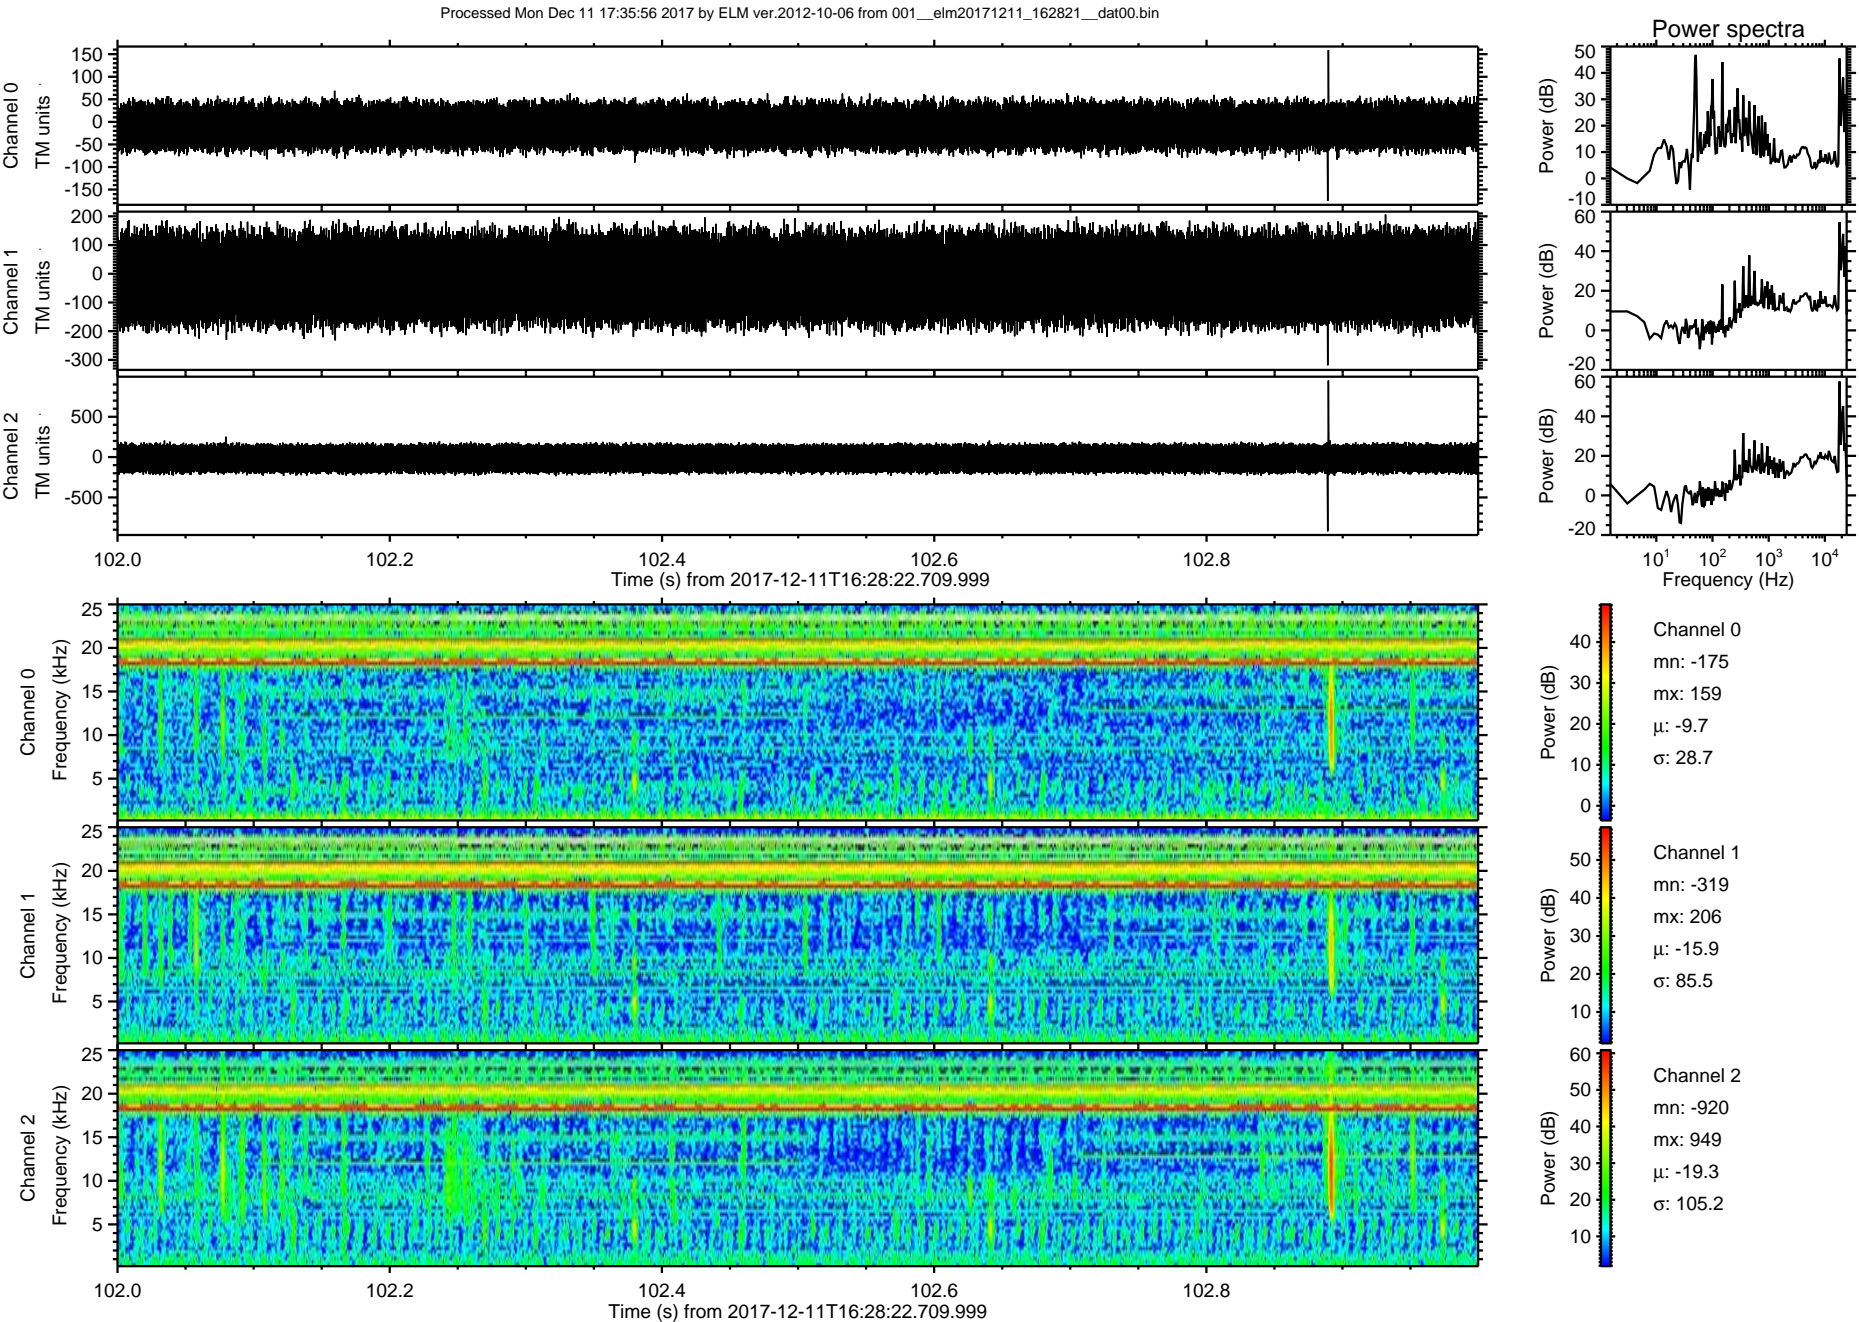 Processed Mon Dec 11 17:35:56 2017 by ELM ver.2012-10-06 from 001__elm20171211_162821__dat00.bin
Power spectra
Channel 0
TM units
150
100
50
0
-50
-100
-150
Power (dB)
50
40
30
20
10
0
-10
Channel 1
TM units
200
100
0
-100
-200
-300
Power (dB)
60
40
20
0
-20
Channel 2
TM units
500
0
-500
Power (dB)
60
40
20
0
-20
102.0 102.2 102.4 102.6 102.8
Time (s) from 2017-12-11T16:28:22.709.999
10^1 10^2 10^3 10^4
Frequency (Hz)
Channel 0
Frequency (kHz)
25
20
15
10
5
Power (dB)
40
30
20
10
0
Channel 0
mn: -175
mx: 159
μ: -9.7
σ: 28.7
Channel 1
Frequency (kHz)
25
20
15
10
5
Power (dB)
50
40
30
20
10
Channel 1
mn: -319
mx: 206
μ: -15.9
σ: 85.5
Channel 2
Frequency (kHz)
25
20
15
10
5
Power (dB)
60
50
40
30
20
10
Channel 2
mn: -920
mx: 949
μ: -19.3
σ: 105.2
102.0 102.2 102.4 102.6 102.8
Time (s) from 2017-12-11T16:28:22.709.999